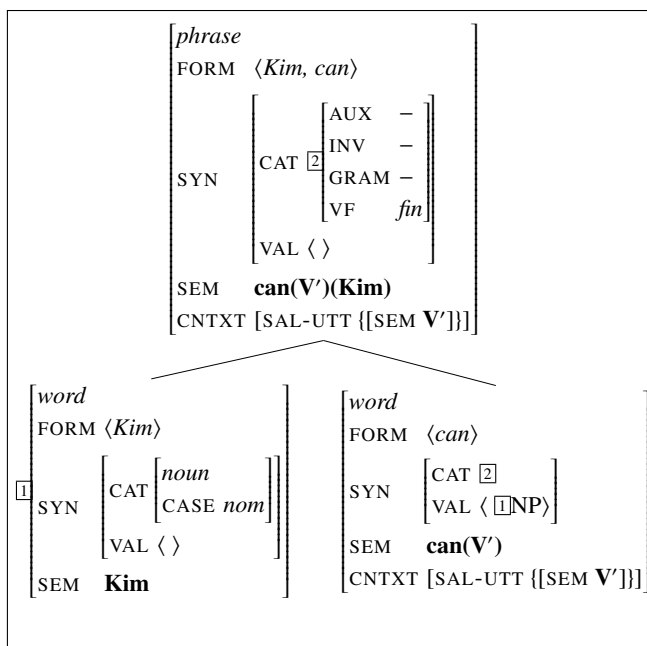 phrase
FORM ⟨Kim, can⟩
AUX −
INV −
CAT 2
GRAM −
SYN
VF fin
VAL ⟨ ⟩
SEM can(V′)(Kim)
CNTXT [SAL-UTT {[SEM V′]}]
word
FORM ⟨Kim⟩
noun
CAT
CASE nom
1
SYN
VAL ⟨ ⟩
SEM Kim
word
FORM ⟨can⟩
CAT 2
SYN
VAL ⟨ 1NP⟩
SEM can(V′)
CNTXT [SAL-UTT {[SEM V′]}]